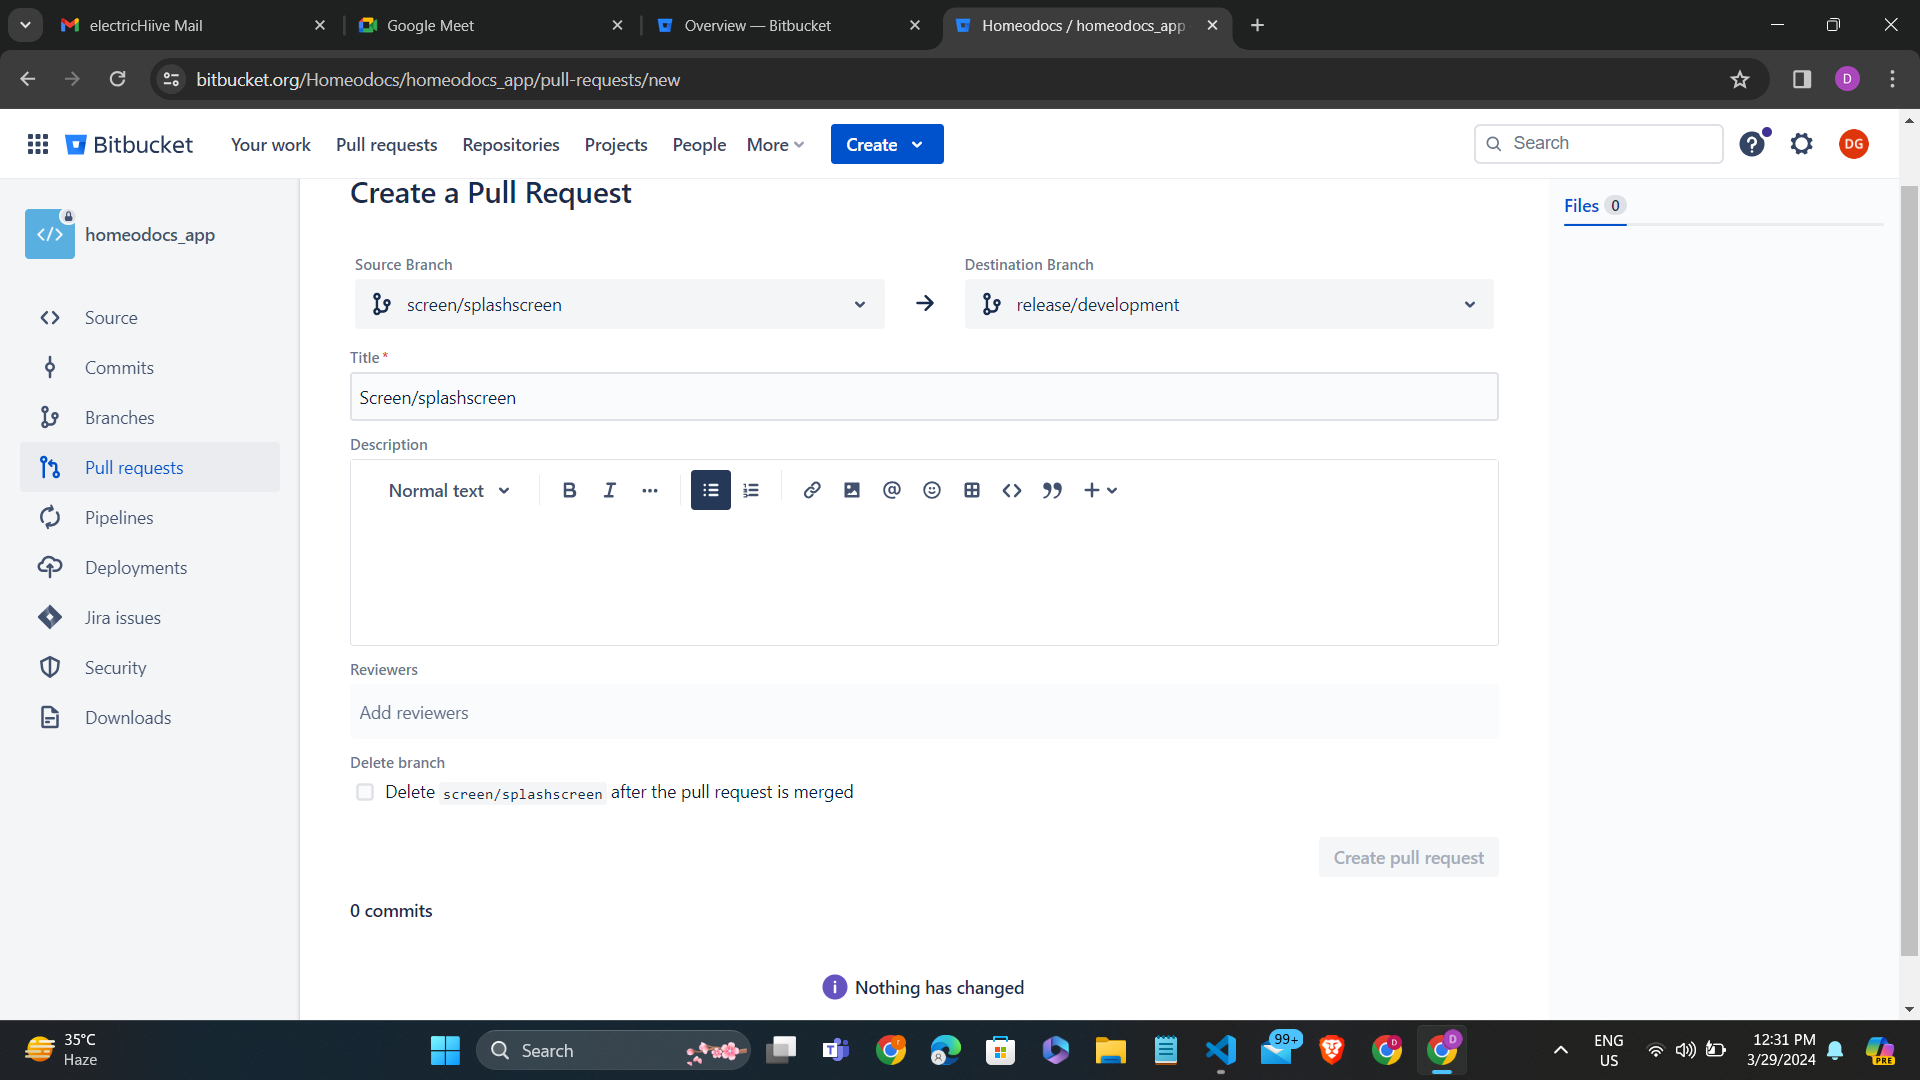 electricHiive Mail
Google Meet
Overview — Bitbucket
Homeodocs / homeodocs_app
bitbucket.org/Homeodocs/homeodocs_app/pull-requests/new
D
Bitbucket
Your work
Pull requests
Repositories
Projects
People
More
Create
Search
DG
homeodocs_app
Source
Commits
Branches
Pull requests
Pipelines
Deployments
Jira issues
Security
Downloads
Create a Pull Request
Source Branch
screen/splashscreen
Destination Branch
release/development
Title*
Screen/splashscreen
Description
Normal text
Reviewers
Add reviewers
Delete branch
Delete screen/splashscreen after the pull request is merged
Create pull request
0 commits
Nothing has changed
Files 0
35°C
Haze
Search
99+
ENG
US
12:31 PM
3/29/2024
PRE